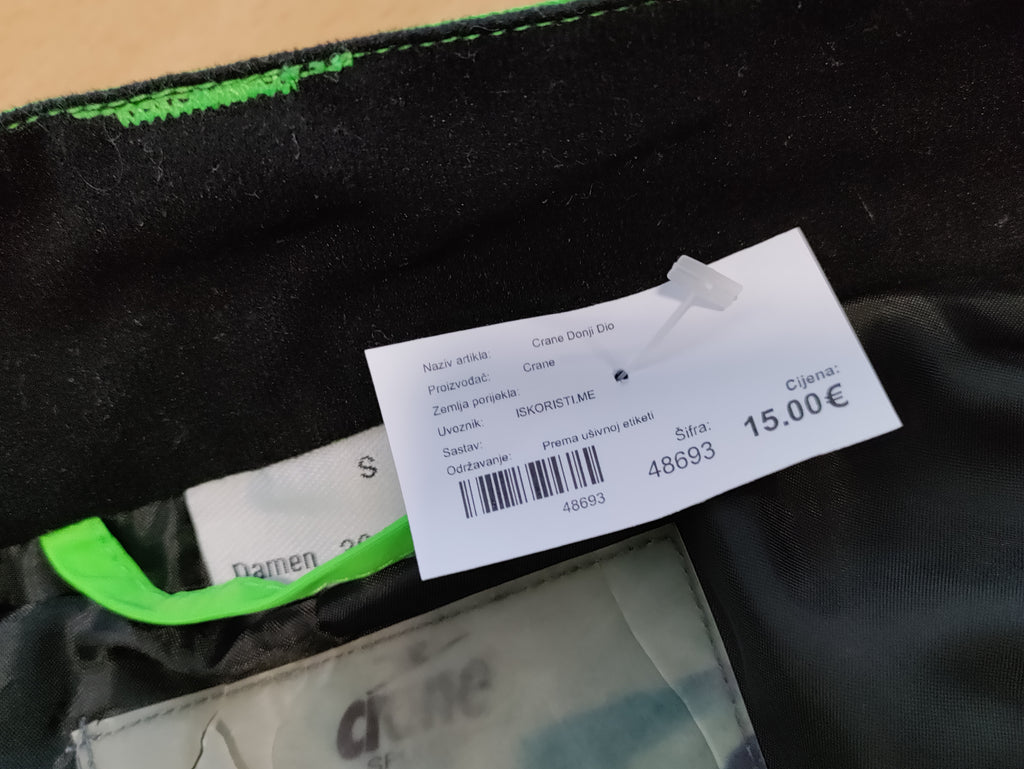 Naziv artikla: Crane Donji Dio
Proizvođač: Crane
Zemlja porijekla:
Uvoznik: ISKORISTI.ME
Sastav:
Održavanje: Prema ušivnoj etiketi
48693
Šifra:
48693
Cijena:
15.00€
S
Damen
crane